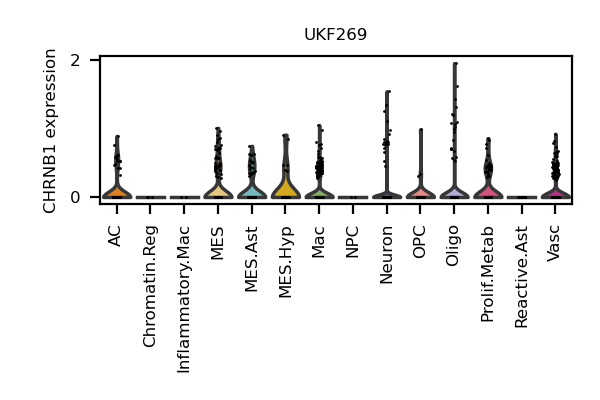 UKF269
CHRNB1 expression
2
0
AC
Chromatin.Reg
Inflammatory.Mac
MES
MES.Ast
MES.Hyp
Mac
NPC
Neuron
OPC
Oligo
Prolif.Metab
Reactive.Ast
Vasc